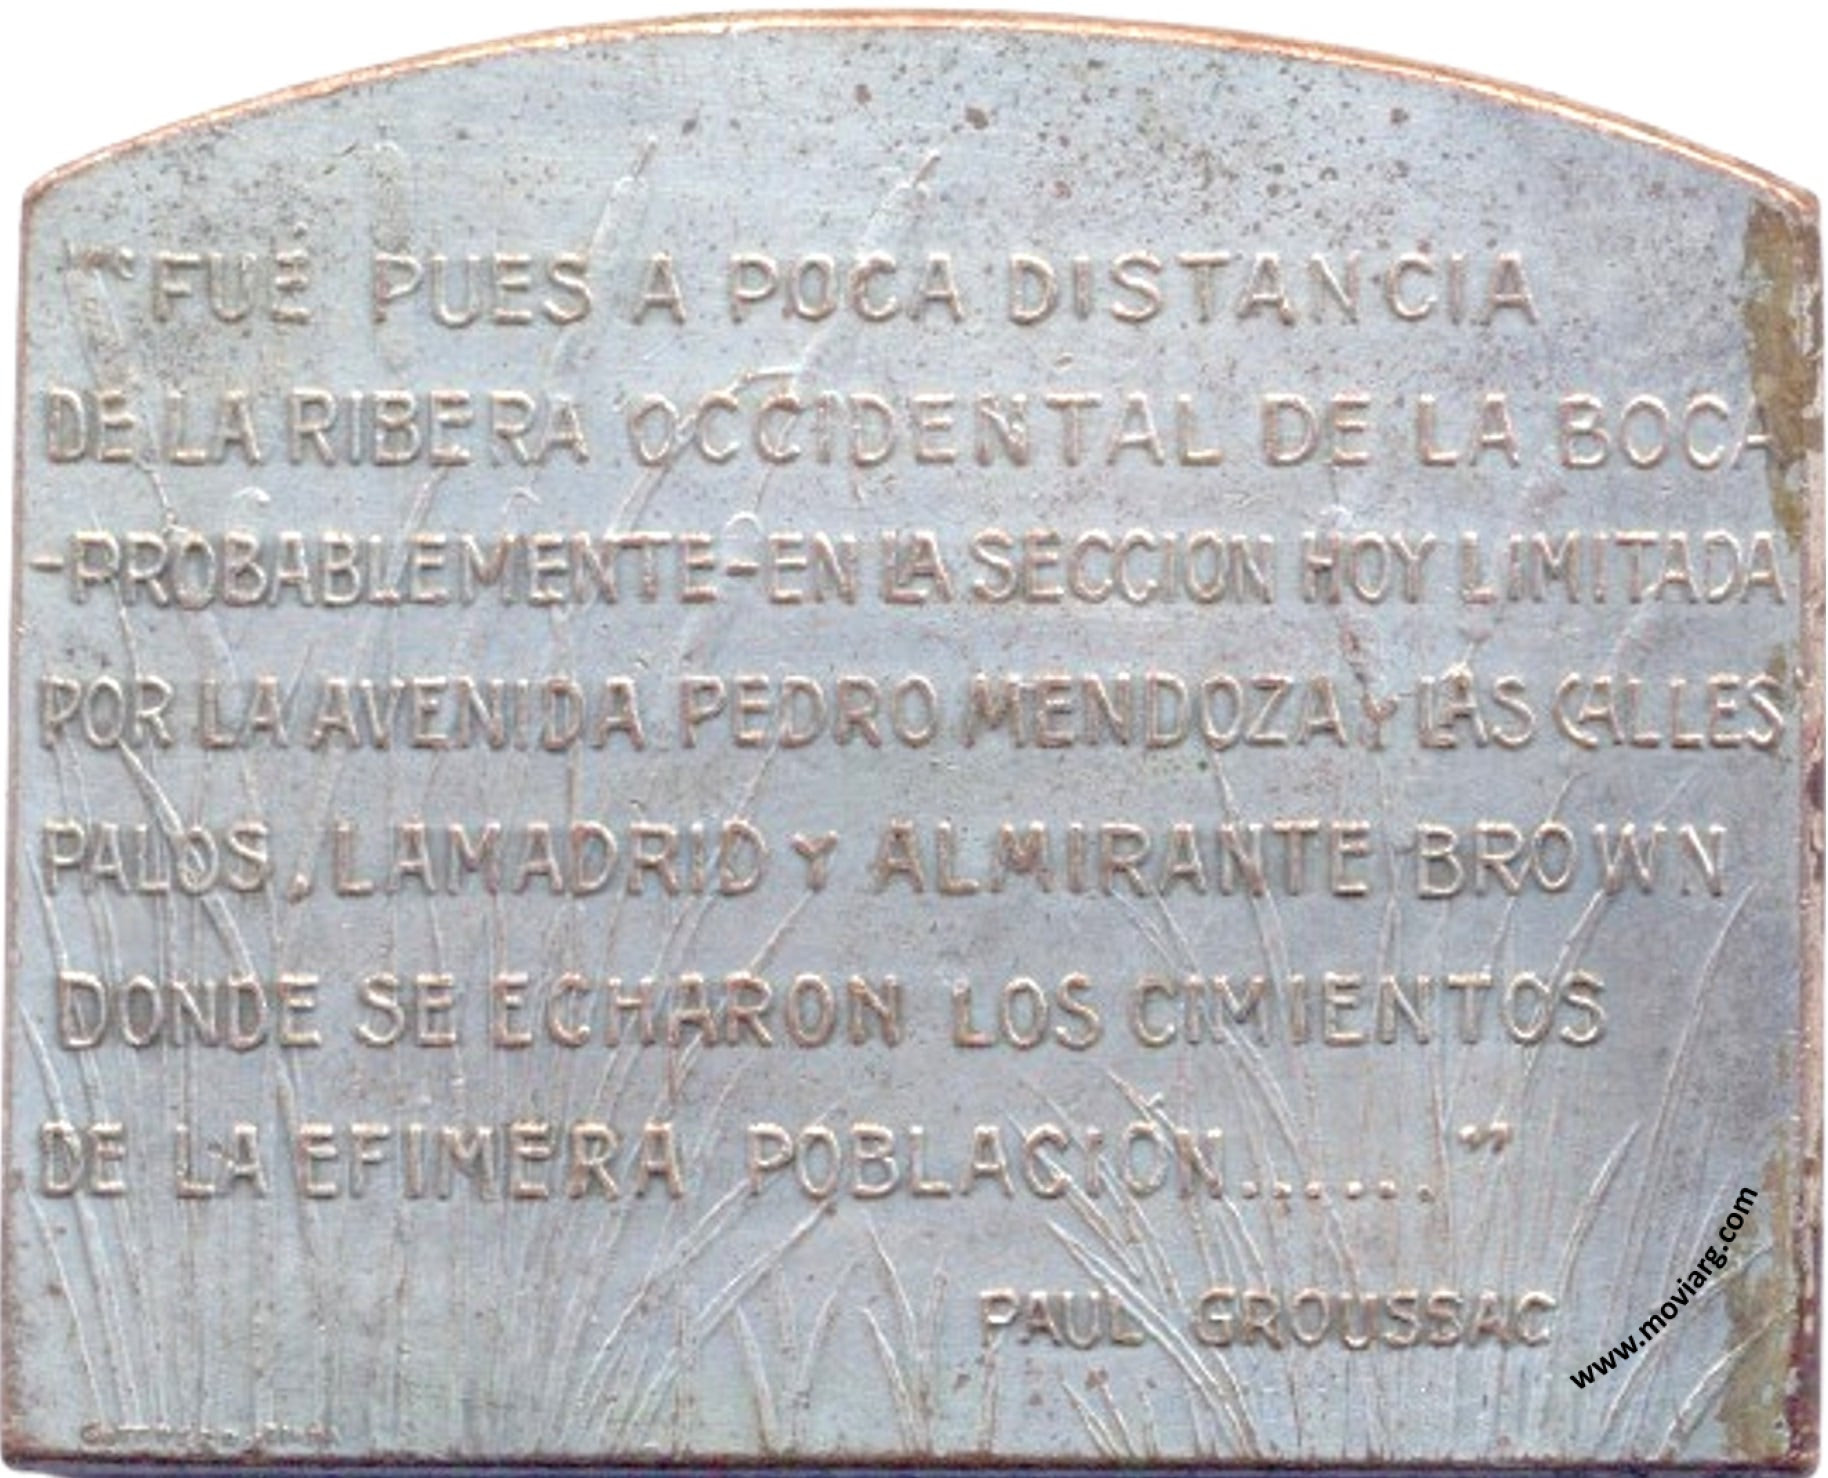 "FUÉ PUES A POCA DISTANCIA
DE LA RIBERA OCCIDENTAL DE LA BOCA
-PROBABLEMENTE-EN LA SECCION HOY LIMITADA
POR LA AVENIDA PEDRO MENDOZA Y LAS CALLES
PALOS, LAMADRID Y ALMIRANTE BROWN
DONDE SE ECHARON LOS CIMIENTOS
DE LA EFIMERA POBLACIÓN......"
PAUL GROUSSAC
www.moviarg.com